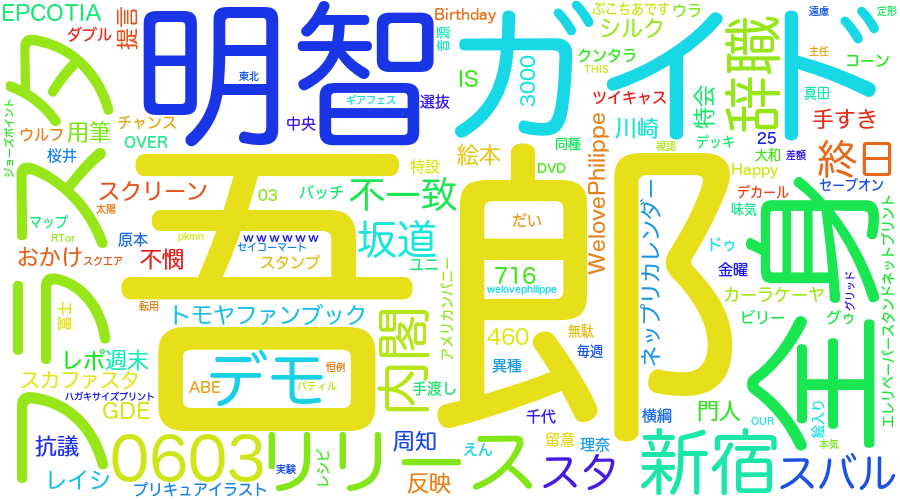 EPCOTIA
ダブル
提言
明智
東北
ギアフェス
Birthday
音源
選抜
中央
IS
ガイド
3000
ぷこちあです
ウラ
シルク
クンタラ
THIS
ツイキャス
川崎
特会
辞職
遠慮
定形
主任
コーン
真田
手すき
ジョーズポイント
フラスタ
ウルフ
用筆
チャンス
OVER
桜井
スクリーン
マップ
太陽
RTor
原本
おかけ
スクエア
不憫
pkmn
吾郎
03
バッチ
特設
不一致
wwwwww
セイコーマート
スタンプ
坂道
ユニ
アメリカンパニー
絵本
DVD
同種
だい
WelovePhilippe
716
welovephilippe
460
異種
無駄
毎週
ネップリカレンダー
デッキ
視認
25
大和
差額
Happy
デカール
味気
ドゥ
金曜
終日
セーブオン
全身
カーラケーヤ
グリッド
ビリー
グゥ
エレリペーパースタンドネットプリント
転用
富士
トモヤファンブック
レポ
週末
スカファスタ
ハガキサイズプリント
GDE
ABE
デモ
恒例
パティル
内閣
手渡し
抗議
レイシ
0603
プリキュアイラスト
リリース
実験
レシピ
周知
反映
えん
千代
留意
理奈
スタ
横綱
門人
新宿
OUR
絵入り
本気
スバル